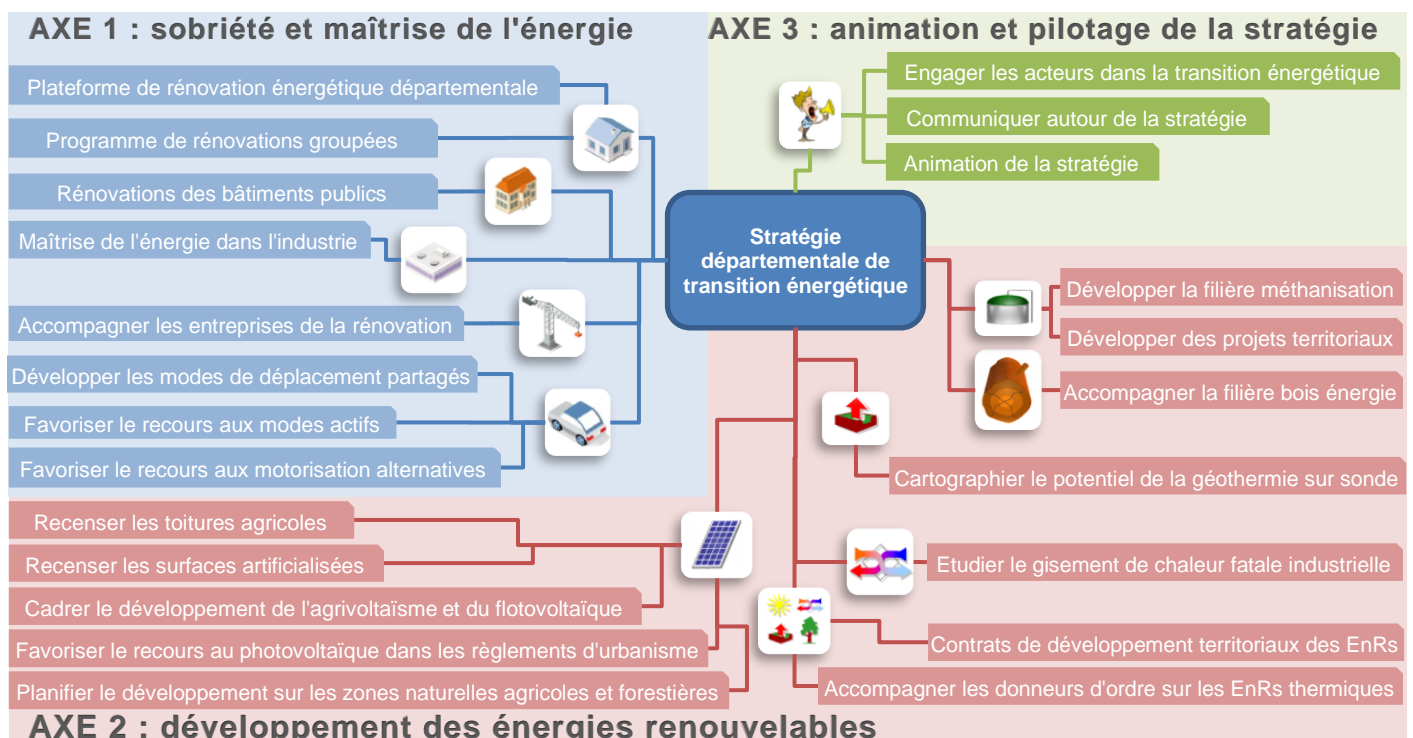 AXE 1 : sobriété et maîtrise de l'énergie
Plateforme de rénovation énergétique départementale
Programme de rénovations groupées
Rénovations des bâtiments publics
Maîtrise de l'énergie dans l'industrie
Accompagner les entreprises de la rénovation
Développer les modes de déplacement partagés
Favoriser le recours aux modes actifs
Favoriser le recours aux motorisation alternatives
AXE 3 : animation et pilotage de la stratégie
Engager les acteurs dans la transition énergétique
Communiquer autour de la stratégie
Animation de la stratégie
Stratégie
départementale de
transition énergétique
Développer la filière méthanisation
Développer des projets territoriaux
Accompagner la filière bois énergie
Cartographier le potentiel de la géothermie sur sonde
Etudier le gisement de chaleur fatale industrielle
Contrats de développement territoriaux des EnRs
Accompagner les donneurs d'ordre sur les EnRs thermiques
Recenser les toitures agricoles
Recenser les surfaces artificialisées
Cadrer le développement de l'agrivoltaïsme et du flotovoltaïque
Favoriser le recours au photovoltaïque dans les règlements d'urbanisme
Planifier le développement sur les zones naturelles agricoles et forestières
AXE 2 : développement des énergies renouvelables